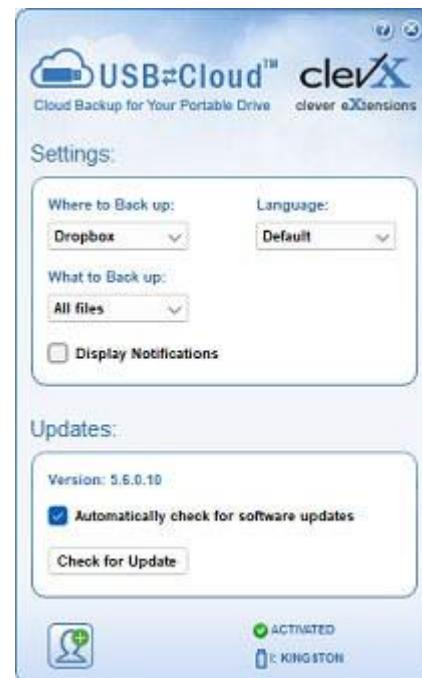 USB⇄Cloud™
clevX
Cloud Backup for Your Portable Drive
clever eXtensions
Settings:
Where to Back up:
Language:
Dropbox
Default
What to Back up:
All files
Display Notifications
Updates:
Version: 5.6.0.10
Automatically check for software updates
Check for Update
ACTIVATED
I: KINGSTON